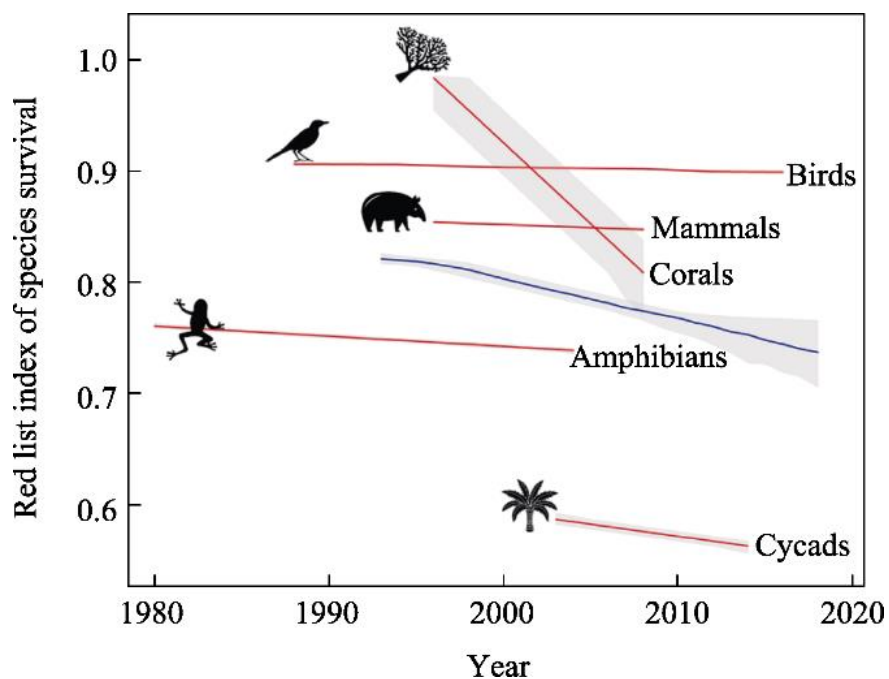 Red list index of species survival
1.0
0.9
0.8
0.7
0.6
Birds
Mammals
Corals
Amphibians
Cycads
1980 1990 2000 2010 2020
Year